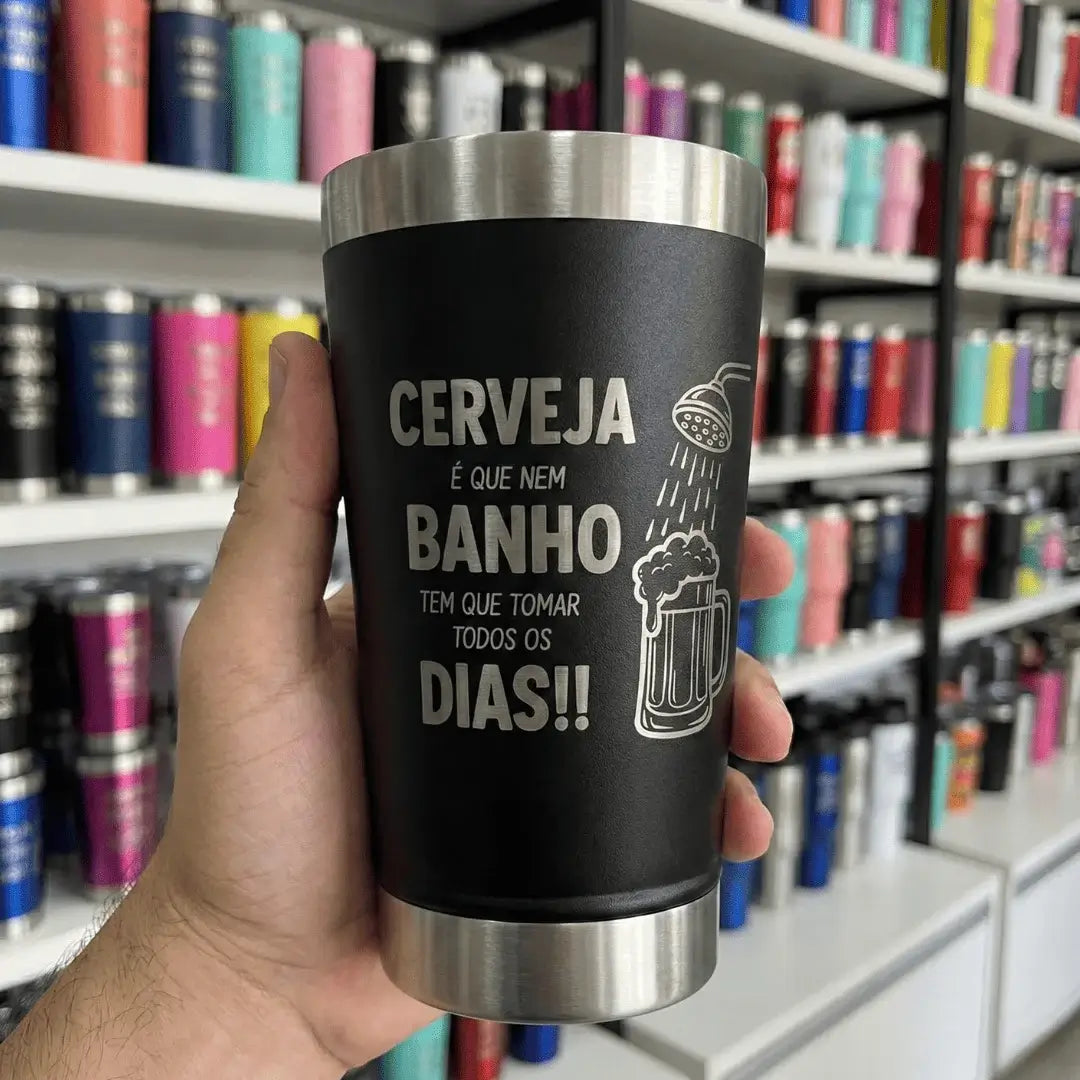 CERVEJA
É QUE NEM
BANHO
TEM QUE TOMAR
TODOS OS
DIAS!!